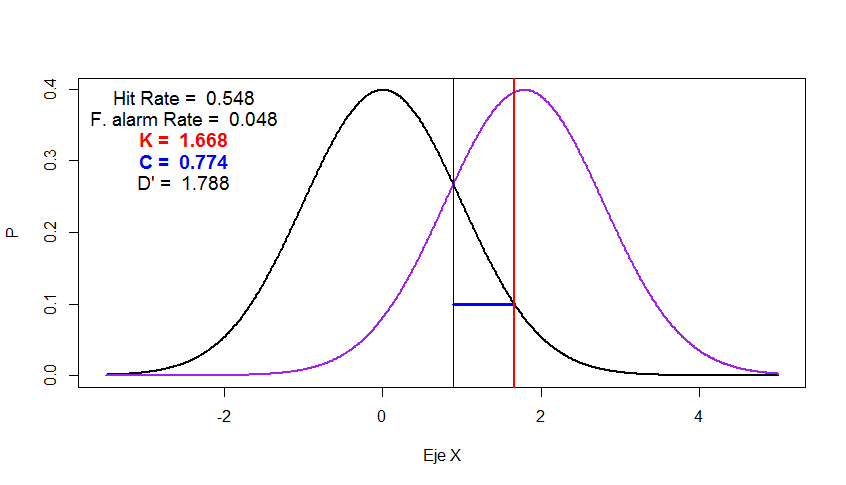 Hit Rate =  0.548
F. alarm Rate =  0.048
K =  1.668
C =  0.774
D' =  1.788
P
0.0
0.1
0.2
0.3
0.4
-2
0
2
4
Eje X